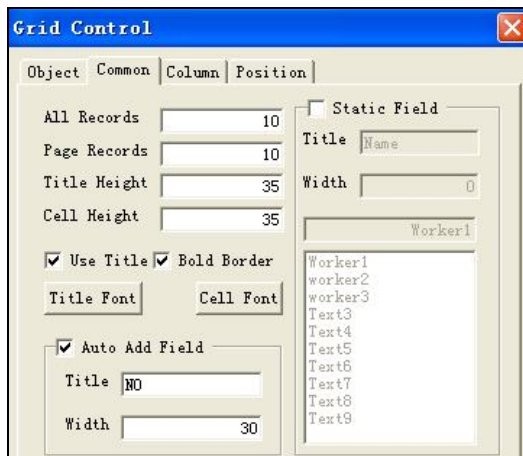 Grid Control
Object Common Column Position
All Records 10
Page Records 10
Title Height 35
Cell Height 35
Use Title Bold Border
Title Font Cell Font
Auto Add Field
Title NO
Width 30
Static Field
Title Name
Width 0
Worker1
Worker1
worker2
worker3
Text3
Text4
Text5
Text6
Text7
Text8
Text9